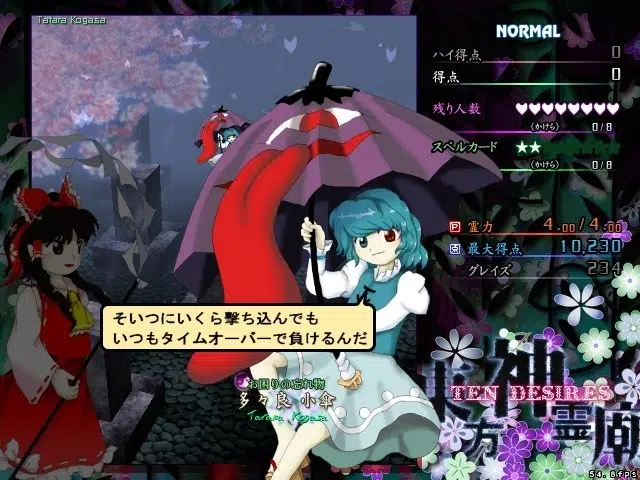 Tatara Kogasa
NORMAL
ハイ得点 0
得点 0
残り人数
(かけら) 0/8
スペルカード
(かけら) 0/8
P 霊力 4.00/4.00
最大得点 10,230
グレイズ 234
そいつにいくら撃ち込んでも
いつもタイムオーバーで負けるんだ
お困りの忘れ物
多々良 小傘
Tatara Kogasa
東方神霊廟
TEN DESIRES
54.8fps